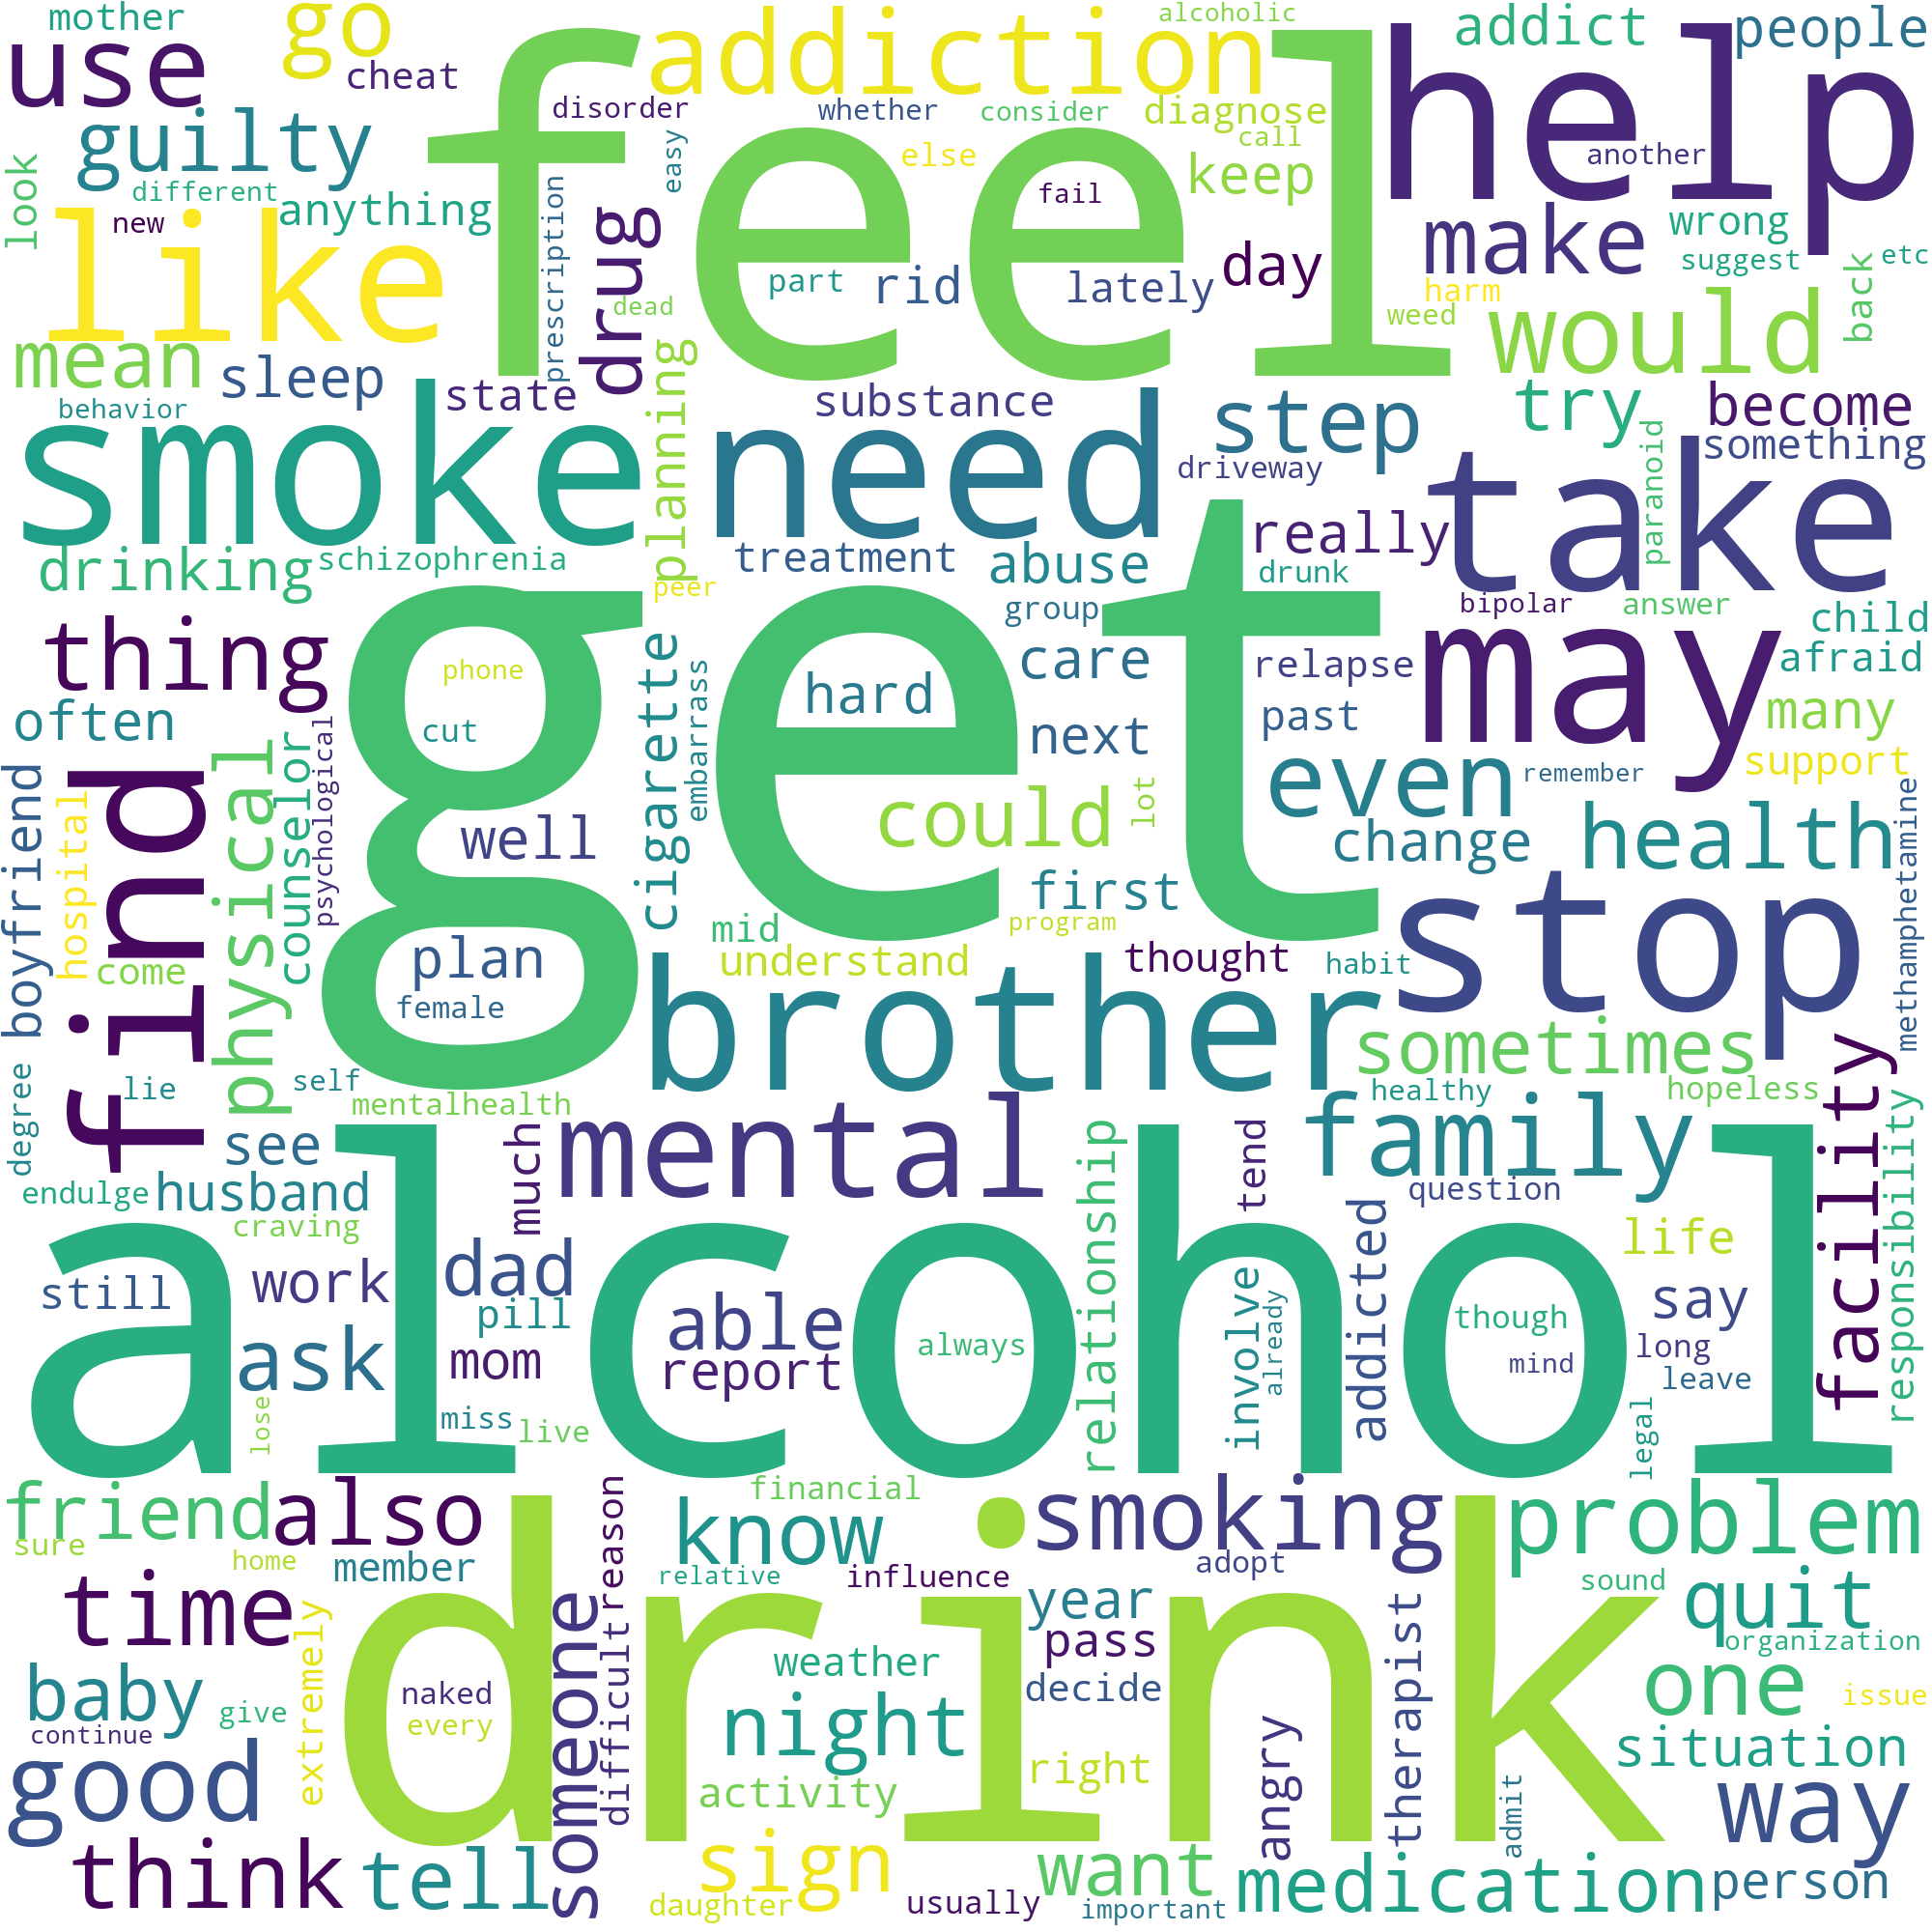 mother
go
addiction
alcoholic
addict
people
use
cheat
feel
help
disorder
whether
consider
diagnose
call
guilty
easy
else
keep
another
look
different
anything
prescription
drug
fail
make
wrong
new
like
part
rid
lately
day
suggest
etc
back
dead
harm
weed
would
mean
sleep
state
planning
substance
step
try
become
behavior
smoke
need
driveway
something
take
paranoid
drinking
schizophrenia
treatment
abuse
really
drunk
peer
group
bipolar
answer
child
thing
get
care
relapse
may
afraid
phone
cigarette
embarrass
hard
often
cut
psychological
counselor
next
past
many
support
boyfriend
hospital
find
physical
well
could
lot
even
remember
change
health
methamphetamine
first
mid
program
come
plan
understand
thought
habit
stop
female
brother
sometimes
degree
lie
self
mentalhealth
healthy
hopeless
see
much
mental
relationship
tend
family
facility
responsibility
endulge
husband
question
craving
alcohol
addicted
life
still
work
dad
pill
able
involve
already
say
always
though
ask
mom
report
mind
long
leave
lose
miss
live
legal
friend
also
reason
financial
know
smoking
problem
sure
home
member
relative
influence
adopt
sound
time
extremely
someone
drink
year
therapist
quit
pass
organization
baby
weather
naked
every
give
difficult
decide
one
issue
continue
night
right
angry
situation
good
activity
admit
way
think
tell
sign
want
medication
person
daughter
usually
important